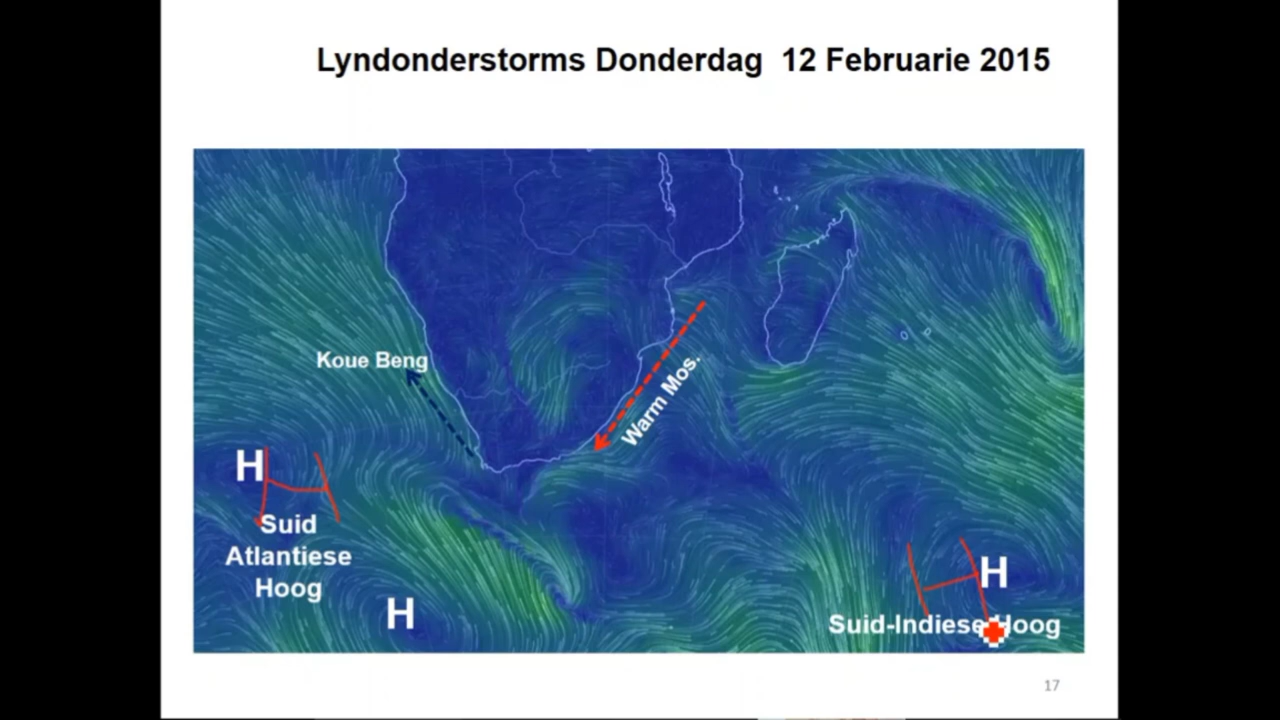 Lyndonderstorms Donderdag 12 Februarie 2015
Koue Beng
Warm Mos.
H
Suid
Atlantiese
Hoog
H
H
Suid-Indiese Hoog
17